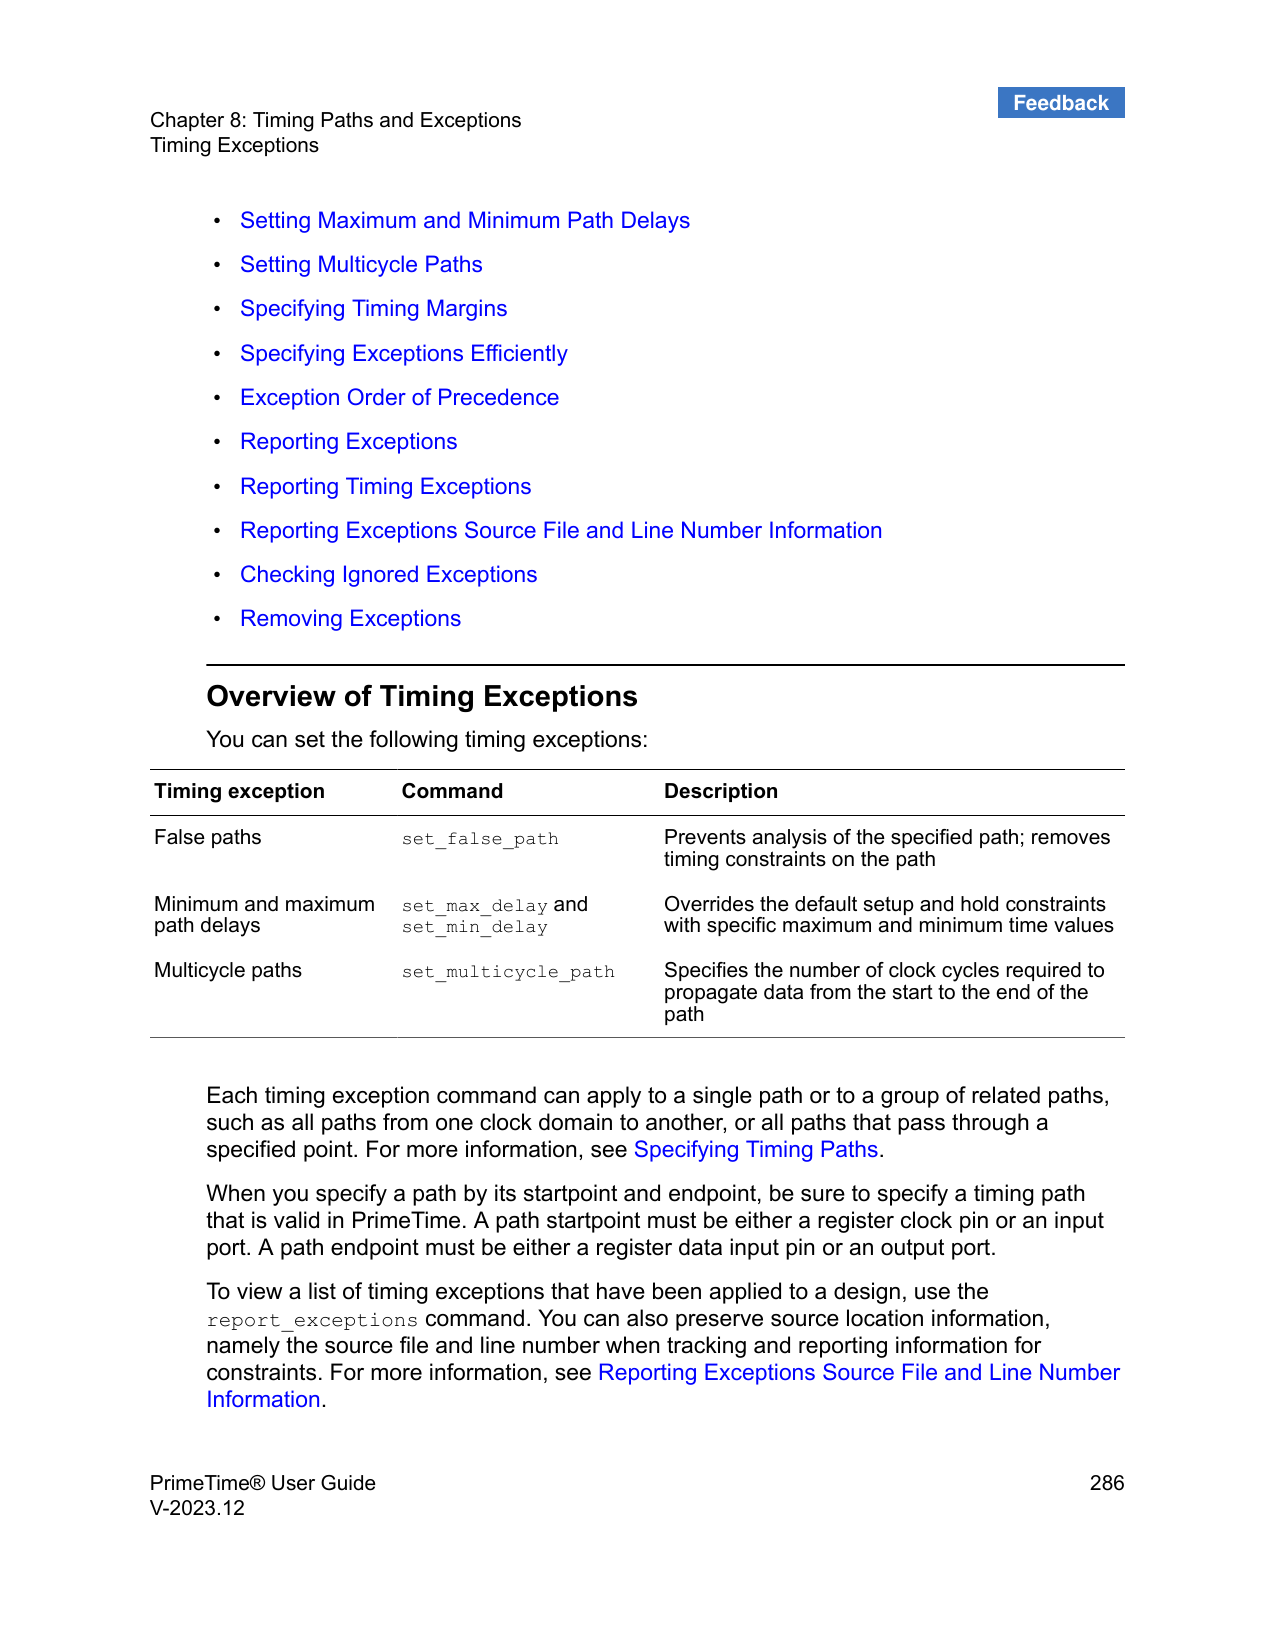 Feedback
Chapter 8: Timing Paths and Exceptions
Timing Exceptions
• Setting Maximum and Minimum Path Delays
• Setting Multicycle Paths
• Specifying Timing Margins
• Specifying Exceptions Efficiently
• Exception Order of Precedence
• Reporting Exceptions
• Reporting Timing Exceptions
• Reporting Exceptions Source File and Line Number Information
• Checking Ignored Exceptions
• Removing Exceptions
Overview of Timing Exceptions
You can set the following timing exceptions:
Timing exception Command Description
False paths set_false_path Prevents analysis of the specified path; removes
timing constraints on the path
Minimum and maximum set_max_delay and Overrides the default setup and hold constraints
path delays set_min_delay with specific maximum and minimum time values
Multicycle paths set_multicycle_path Specifies the number of clock cycles required to
propagate data from the start to the end of the
path
Each timing exception command can apply to a single path or to a group of related paths,
such as all paths from one clock domain to another, or all paths that pass through a
specified point. For more information, see Specifying Timing Paths.
When you specify a path by its startpoint and endpoint, be sure to specify a timing path
that is valid in PrimeTime. A path startpoint must be either a register clock pin or an input
port. A path endpoint must be either a register data input pin or an output port.
To view a list of timing exceptions that have been applied to a design, use the
report_exceptions command. You can also preserve source location information,
namely the source file and line number when tracking and reporting information for
constraints. For more information, see Reporting Exceptions Source File and Line Number
Information.
PrimeTime® User Guide 286
V-2023.12